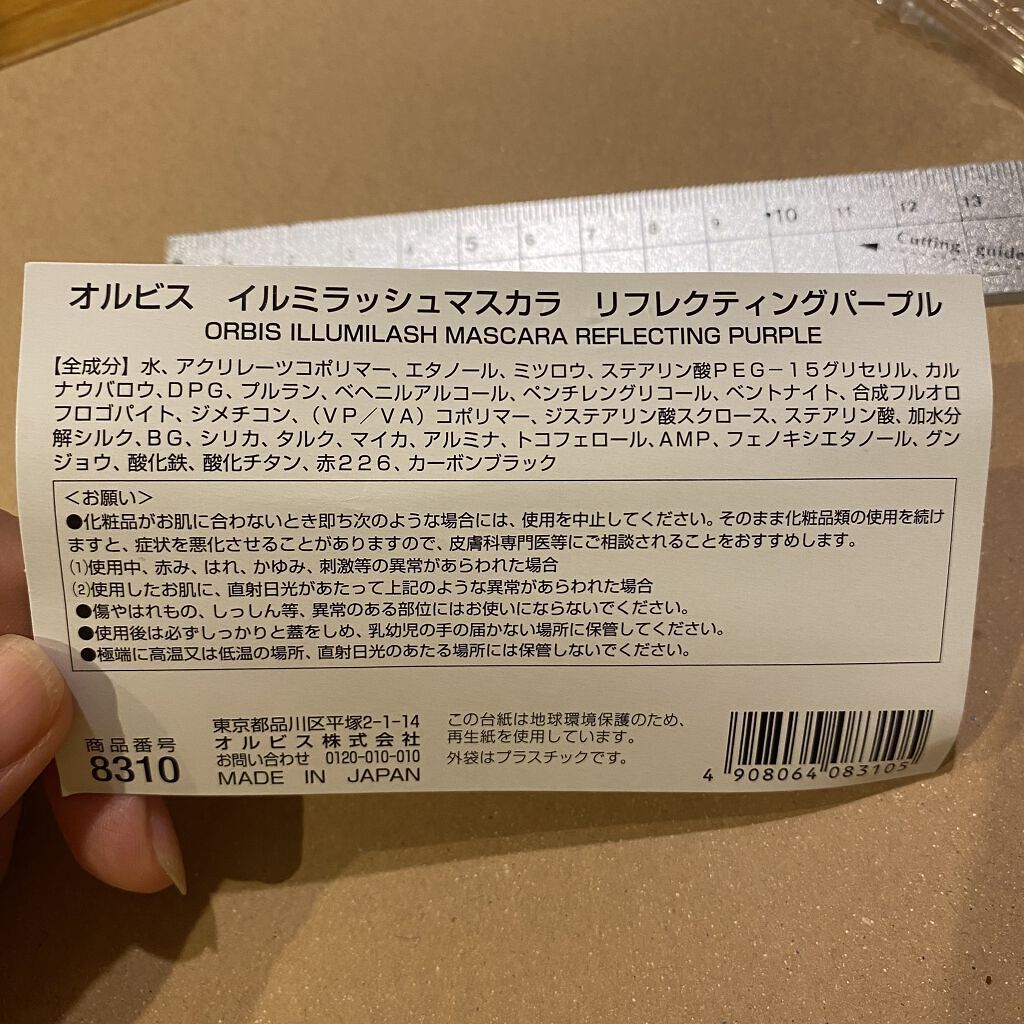 3 4 5 6 7 8 9 10 11 12 13
Cutting guide
オルビス イルミラッシュマスカラ リフレクティングパープル
ORBIS ILLUMILASH MASCARA REFLECTING PURPLE
【全成分】水、アクリレーツコポリマー、エタノール、ミツロウ、ステアリン酸PEG-15グリセリル、カル
ナウバロウ、DPG、プルラン、ベヘニルアルコール、ペンチレングリコール、ベントナイト、合成フルオロ
フロゴパイト、ジメチコン、(VP/VA)コポリマー、ジステアリン酸スクロース、ステアリン酸、加水分
解シルク、BG、シリカ、タルク、マイカ、アルミナ、トコフェロール、AMP、フェノキシエタノール、グン
ジョウ、酸化鉄、酸化チタン、赤226、カーボンブラック
<お願い>
●化粧品がお肌に合わないとき即ち次のような場合には、使用を中止してください。そのまま化粧品類の使用を続け
ますと、症状を悪化させることがありますので、皮膚科専門医等にご相談されることをおすすめします。
(1)使用中、赤み、はれ、かゆみ、刺激等の異常があらわれた場合
(2)使用したお肌に、直射日光があたって上記のような異常があらわれた場合
●傷やはれもの、しっしん等、異常のある部位にはお使いにならないでください。
●使用後は必ずしっかりと蓋をしめ、乳幼児の手の届かない場所に保管してください。
●極端に高温又は低温の場所、直射日光のあたる場所には保管しないでください。
商品番号
8310
東京都品川区平塚2-1-14
オルビス株式会社
お問い合わせ 0120-010-010
MADE IN JAPAN
この台紙は地球環境保護のため、
再生紙を使用しています。
外袋はプラスチックです。
4 908064 083105